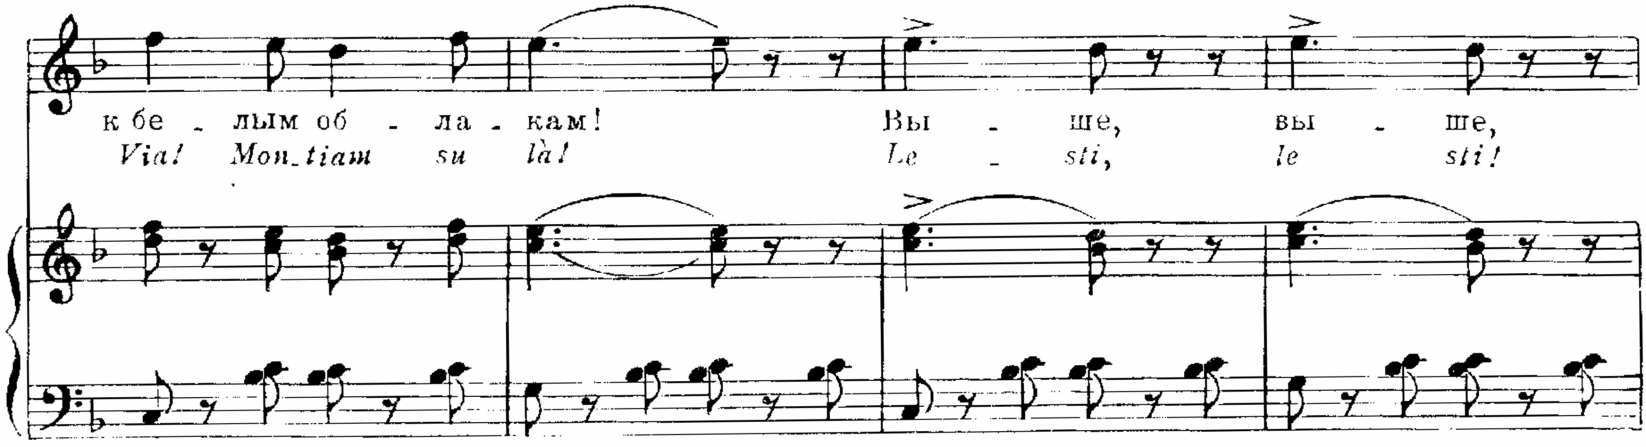 к бе - лым об - ла - кам! Вы - ше, вы - ше,
Via! Mon-tiam su là! Le - sti, le sti!